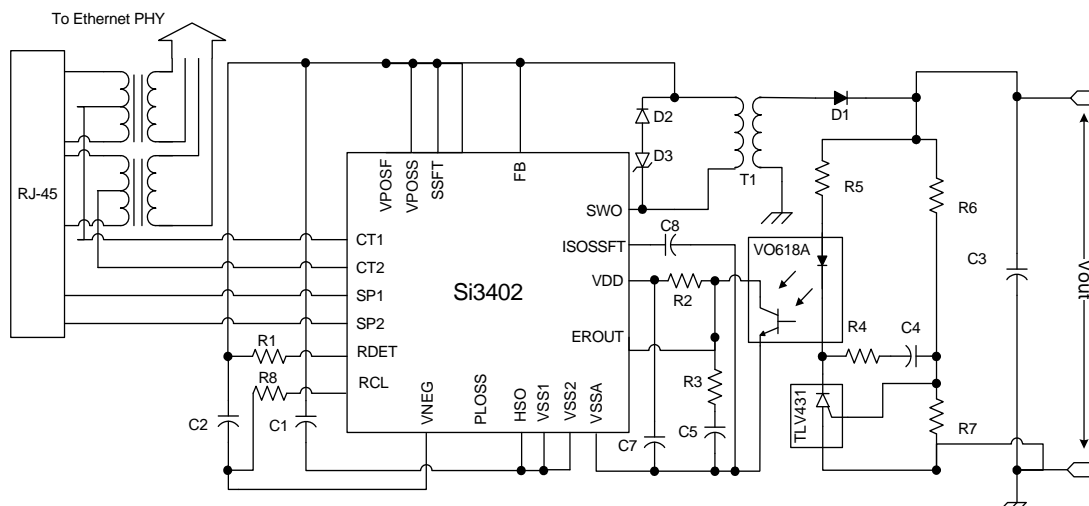 To Ethernet PHY
RJ-45
VPOSF
VPOSS
SSFT
FB
D2
D3
T1
D1
SWO
R5
R6
C3
Vout
CT1
CT2
SP1
SP2
RDET
RCL
Si3402
ISOSSFT
C8
VO618A
VDD
R2
EROUT
R4
C4
R1
R8
R3
C2
C1
VNEG
PLOSS
HSO
VSS1
VSS2
VSSA
C7
C5
TLV431
R7